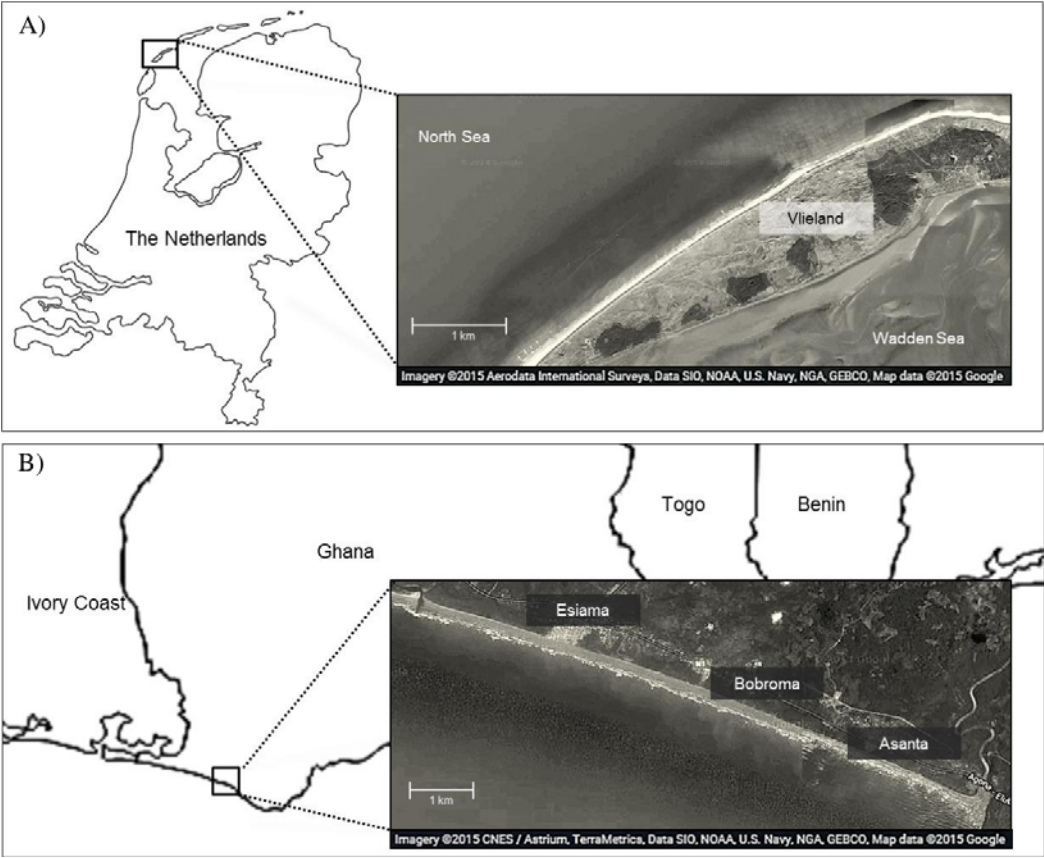 A)
North Sea
Vlieland
The Netherlands
1 km
Wadden Sea
Imagery ©2015 Aerodata International Surveys, Data SIO, NOAA, U.S. Navy, NGA, GEBCO, Map data ©2015 Google
B)
Togo
Benin
Ghana
Ivory Coast
Esiama
Bobroma
Asanta
1 km
Imagery ©2015 CNES / Astrium, TerraMetrics, Data SIO, NOAA, U.S. Navy, NGA, GEBCO, Map data ©2015 Google